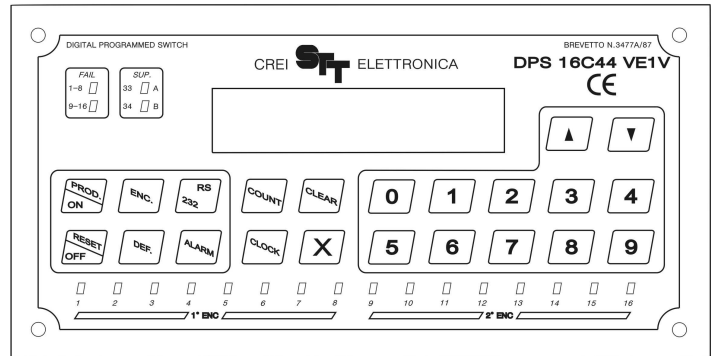 DIGITAL PROGRAMMED SWITCH
BREVETTO N.3477A/87
CREI STT ELETTRONICA
DPS 16C44 VE1V
CE
FAIL
1-8
9-16
SUP.
33 A
34 B
▲ ▼
PROD. ON
ENC.
RS 232
COUNT
CLEAR
0 1 2 3 4
RESET OFF
DEF.
ALARM
CLOCK
X
5 6 7 8 9
1 2 3 4 5 6 7 8 9 10 11 12 13 14 15 16
1° ENC
2° ENC